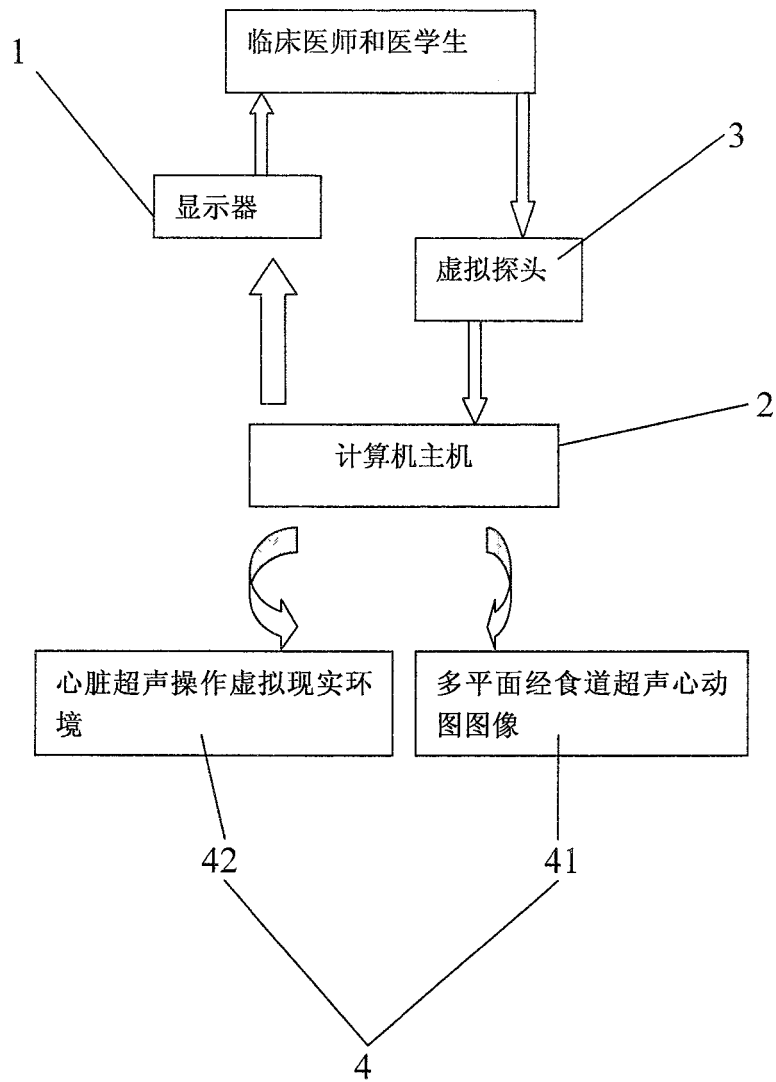 临床医师和医学生
1
3
显示器
虚拟探头
2
计算机主机
心脏超声操作虚拟现实环
境
多平面经食道超声心动
图图像
42
41
4